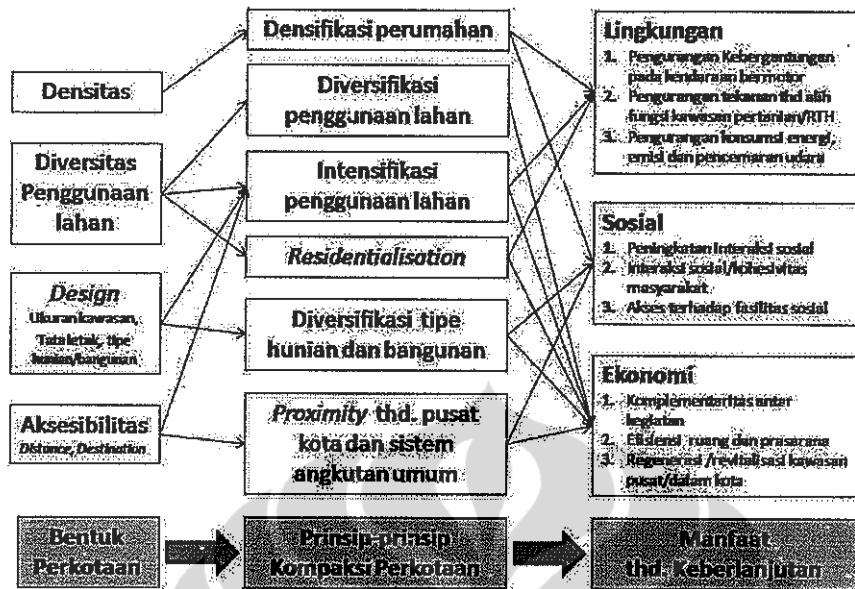 Densitas
Diversitas
Penggunaan
lahan
Design
Ukuran kawasan,
Tata letak, tipe
hunian/bangunan
Aksesibilitas
Distance, Destination
Bentuk
Perkotaan
Densifikasi perumahan
Diversifikasi
penggunaan lahan
Intensifikasi
penggunaan lahan
Residentialisation
Diversifikasi tipe
hunian dan bangunan
Proximity thd. pusat
kota dan sistem
angkutan umum
Prinsip-prinsip
Kompaksi Perkotaan
Lingkungan
1. Pengurangan Kebergantungan
pada kendaraan bermotor
2. Pengurangan tekanan thd alih
fungsi kawasan pertanian/RTH
3. Pengurangan konsumsi energi,
emisi dan pencemaran udara
Sosial
1. Peningkatan Interaksi sosial
2. Interaksi sosial/kohesivitas
masyarakat.
3. Akses terhadap fasilitas sosial
Ekonomi
1. Komplementaritas antar
kegiatan
2. Efisiensi ruang dan prasarana
3. Regenerasi/revitalisasi kawasan
pusat/dalam kota
Manfaat
thd. Keberlanjutan